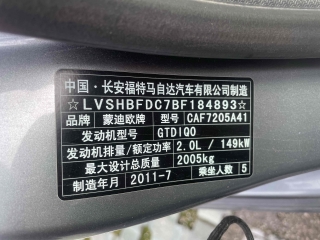 中国·长安福特马自达汽车有限公司制造
☆LVSHBFDC7BF184893☆
品牌 蒙迪欧牌 型号 CAF7205A41
发动机型号 GTDIQ0
发动机排量/额定功率 2.0L / 149kW
最大设计总质量 2005kg
制造年月 2011-7 乘坐人数 5